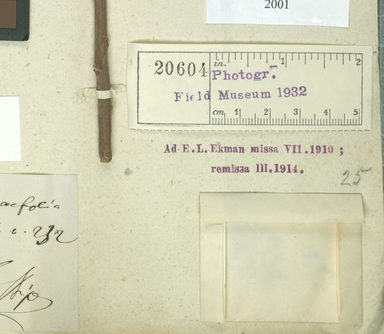 2001
20604
in. 1 2
Photogr.
Field Museum 1932
cm. 1 2 3 4 5
Ad E. L. Ekman missa VII. 1910 ;
remissa III. 1914.
25